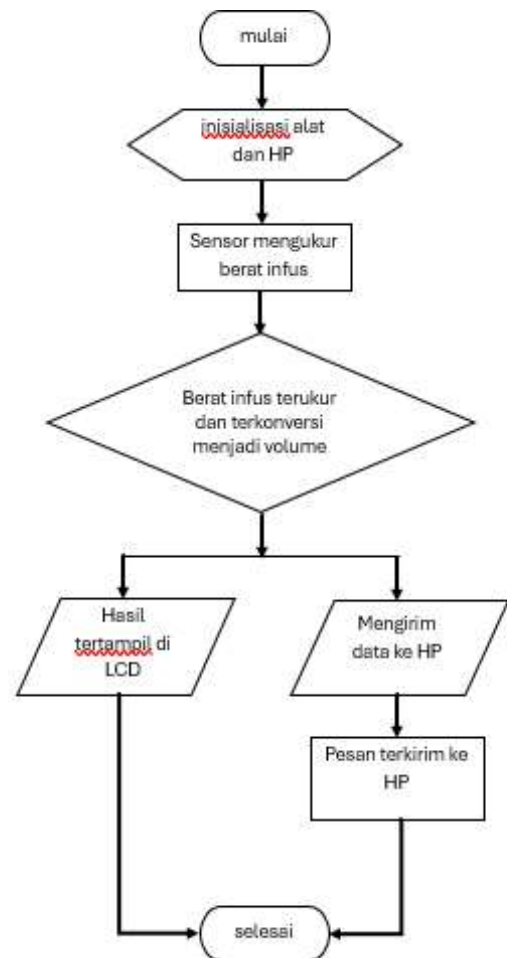 mulai
inisialisasi alat
dan HP
Sensor mengukur
berat infus
Berat infus terukur
dan terkonversi
menjadi volume
Hasil
tertampil di
LCD
Mengirim
data ke HP
Pesan terkirim ke
HP
selesai